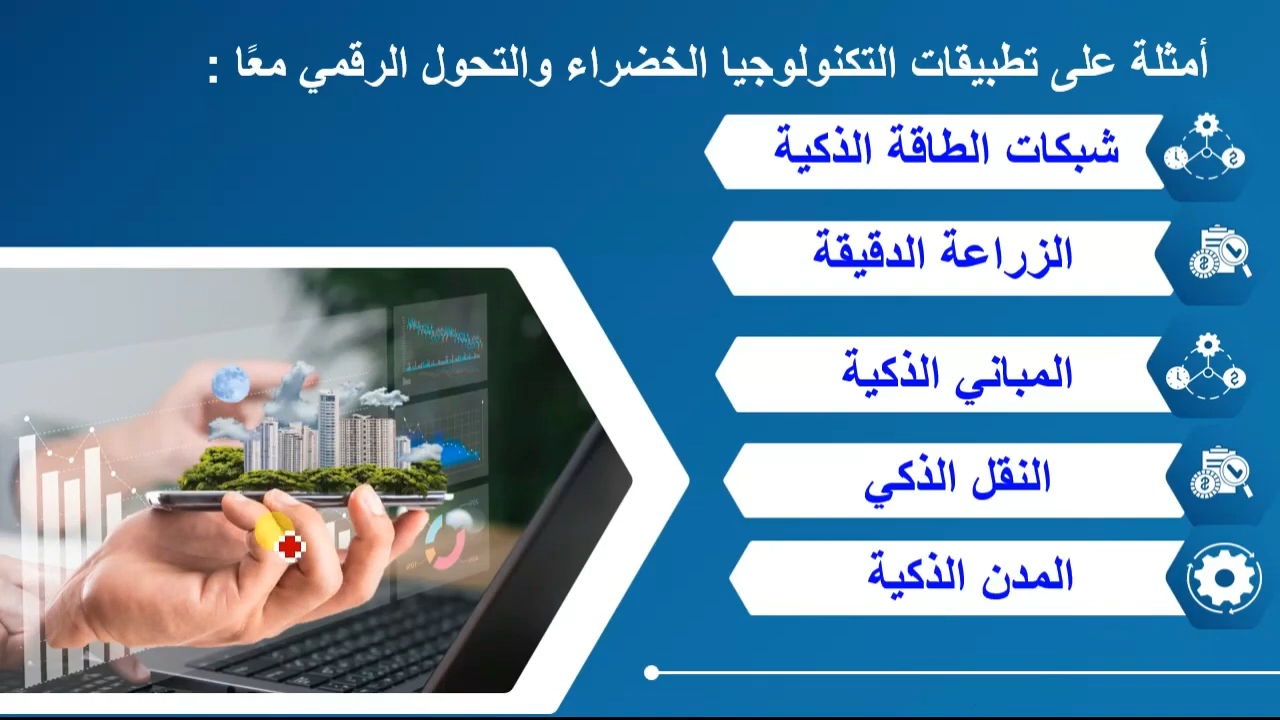 أمثلة على تطبيقات التكنولوجيا الخضراء والتحول الرقمي معًا :
شبكات الطاقة الذكية
الزراعة الدقيقة
المباني الذكية
النقل الذكي
المدن الذكية